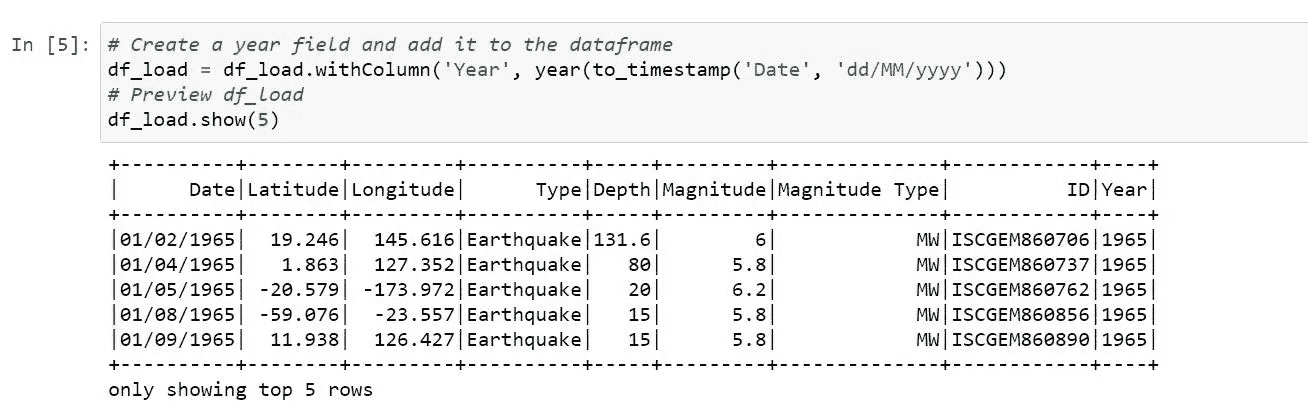 In [5]: # Create a year field and add it to the dataframe
df_load = df_load.withColumn('Year', year(to_timestamp('Date', 'dd/MM/yyyy')))
# Preview df_load
df_load.show(5)
+----------+--------+---------+----------+-----+---------+--------------+------------+----+
|      Date|Latitude|Longitude|      Type|Depth|Magnitude|Magnitude Type|          ID|Year|
+----------+--------+---------+----------+-----+---------+--------------+------------+----+
|01/02/1965|  19.246|  145.616|Earthquake|131.6|        6|            MW|ISCGEM860706|1965|
|01/04/1965|   1.863|  127.352|Earthquake|   80|      5.8|            MW|ISCGEM860737|1965|
|01/05/1965| -20.579| -173.972|Earthquake|   20|      6.2|            MW|ISCGEM860762|1965|
|01/08/1965| -59.076|  -23.557|Earthquake|   15|      5.8|            MW|ISCGEM860856|1965|
|01/09/1965|  11.938|  126.427|Earthquake|   15|      5.8|            MW|ISCGEM860890|1965|
+----------+--------+---------+----------+-----+---------+--------------+------------+----+
only showing top 5 rows